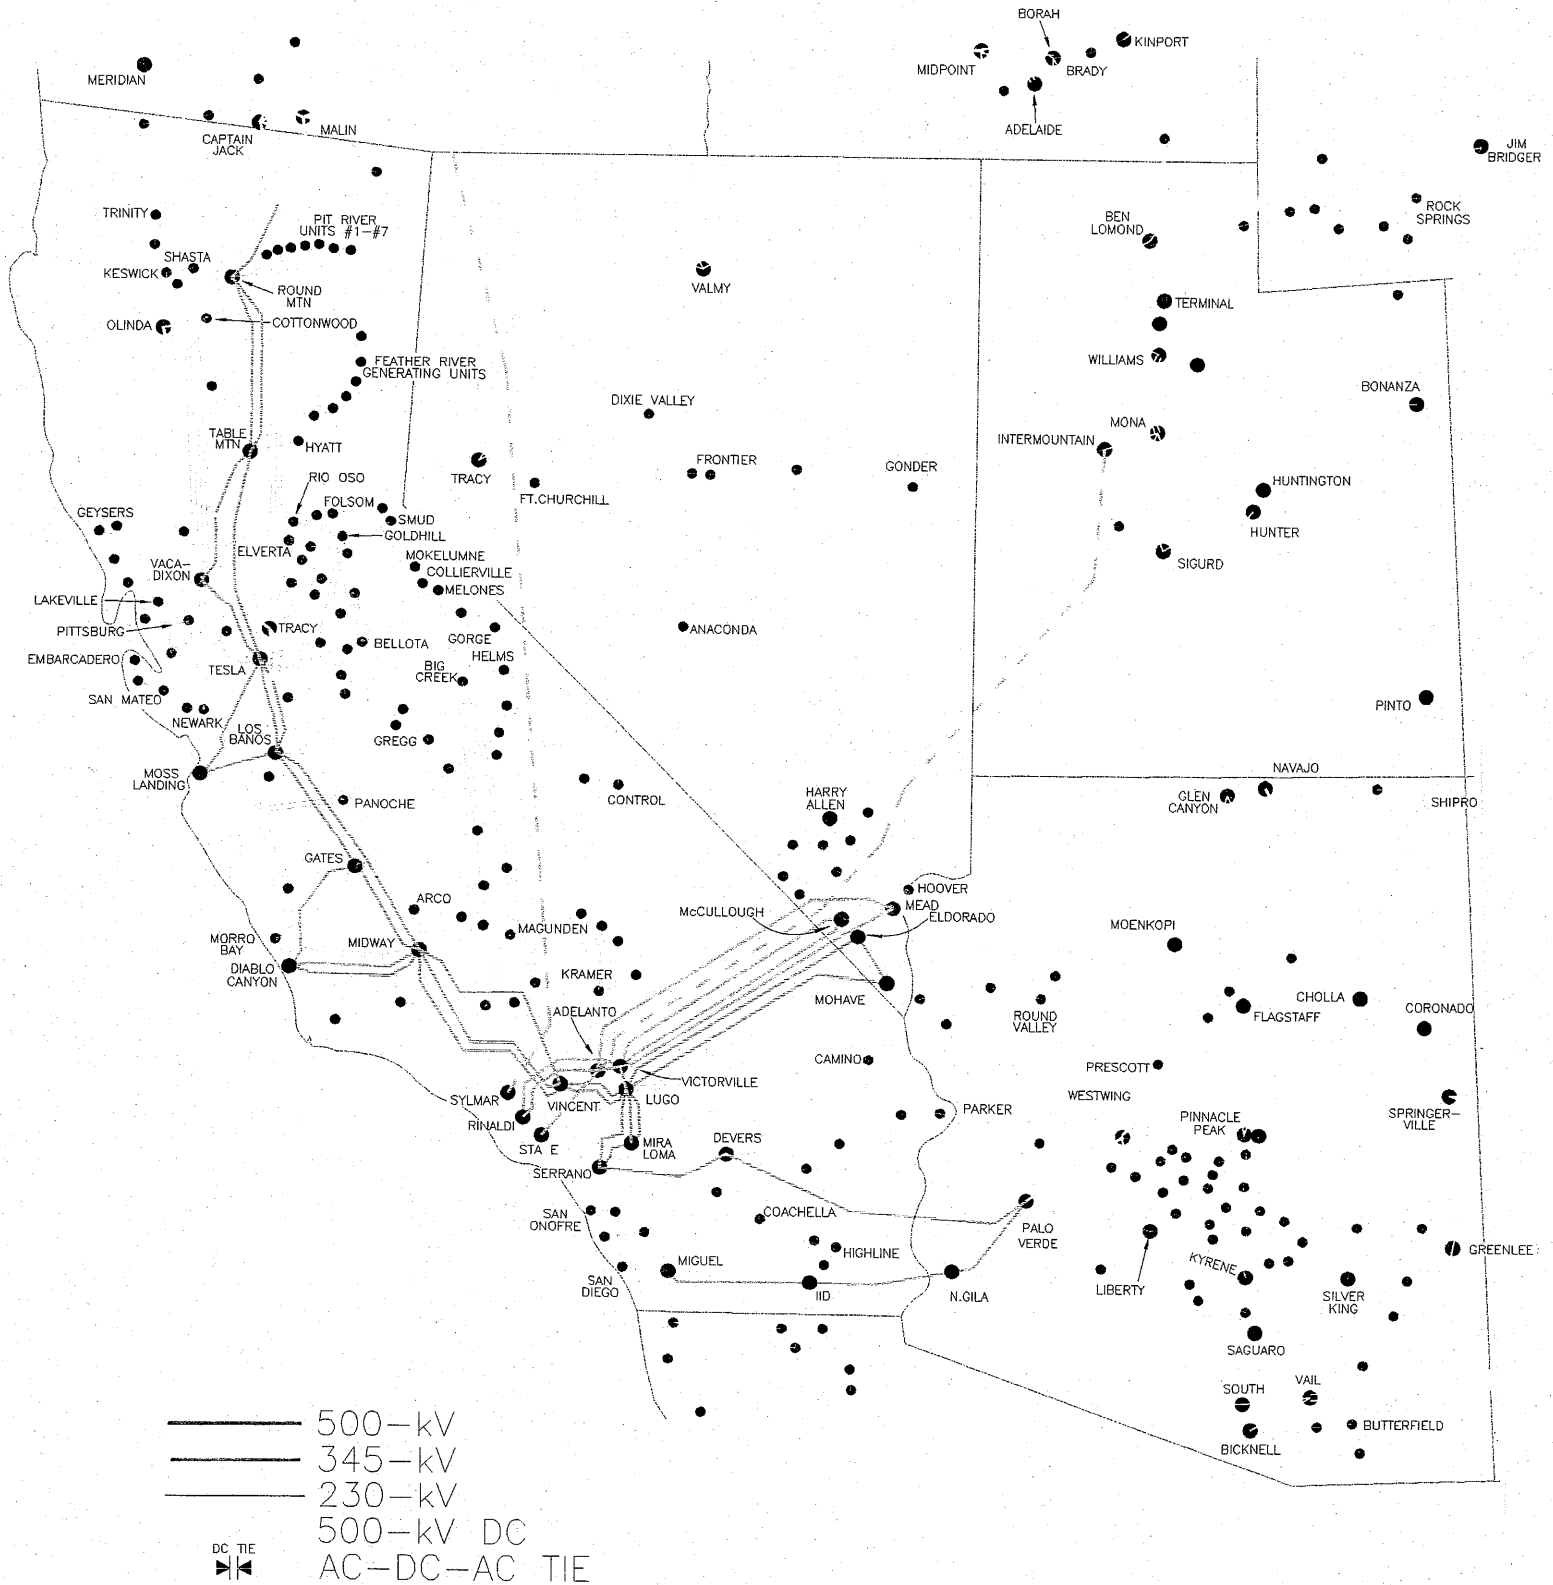 BORAH
KINPORT
MIDPOINT
BRADY
MERIDIAN
ADELAIDE
MALIN
CAPTAIN
JACK
JIM
BRIDGER
TRINITY
PIT RIVER
UNITS #1-#7
BEN
LOMOND
ROCK
SPRINGS
SHASTA
KESWICK
ROUND
MTN
VALMY
OLINDA
COTTONWOOD
TERMINAL
FEATHER RIVER
GENERATING UNITS
WILLIAMS
BONANZA
DIXIE VALLEY
TABLE
MTN
HYATT
MONA
INTERMOUNTAIN
TRACY
FRONTIER
GONDER
RIO OSO
FT.CHURCHILL
HUNTINGTON
FOLSOM
GEYSERS
SMUD
GOLDHILL
HUNTER
ELVERTA
MOKELUMNE
VACA-
DIXON
COLLIERVILLE
SIGURD
MELONES
LAKEVILLE
PITTSBURG
TRACY
GORGE
ANACONDA
BELLOTA
EMBARCADERO
TESLA
BIG
CREEK
HELMS
SAN MATEO
NEWARK
PINTO
LOS
BANOS
GREGG
MOSS
LANDING
NAVAJO
PANOCHE
CONTROL
HARRY
ALLEN
GLEN
CANYON
SHIPRO
GATES
HOOVER
ARCO
MEAD
McCULLOUGH
ELDORADO
MAGUNDEN
MOENKOPI
MORRO
BAY
MIDWAY
DIABLO
CANYON
KRAMER
MOHAVE
CHOLLA
CORONADO
ADELANTO
ROUND
VALLEY
FLAGSTAFF
CAMINO
PRESCOTT
SYLMAR
VINCENT
LUGO
VICTORVILLE
WESTWING
PARKER
PINNACLE
PEAK
SPRINGER-
VILLE
RINALDI
STA E
MIRA
LOMA
DEVERS
SERRANO
SAN
ONOFRE
COACHELLA
PALO
VERDE
HIGHLINE
GREENLEE
MIGUEL
KYRENE
SAN
DIEGO
IID
N.GILA
LIBERTY
SILVER
KING
SAGUARO
SOUTH
VAIL
BUTTERFIELD
BICKNELL
500-kV
345-kV
230-kV
500-kV DC
DC TIE
AC-DC-AC TIE